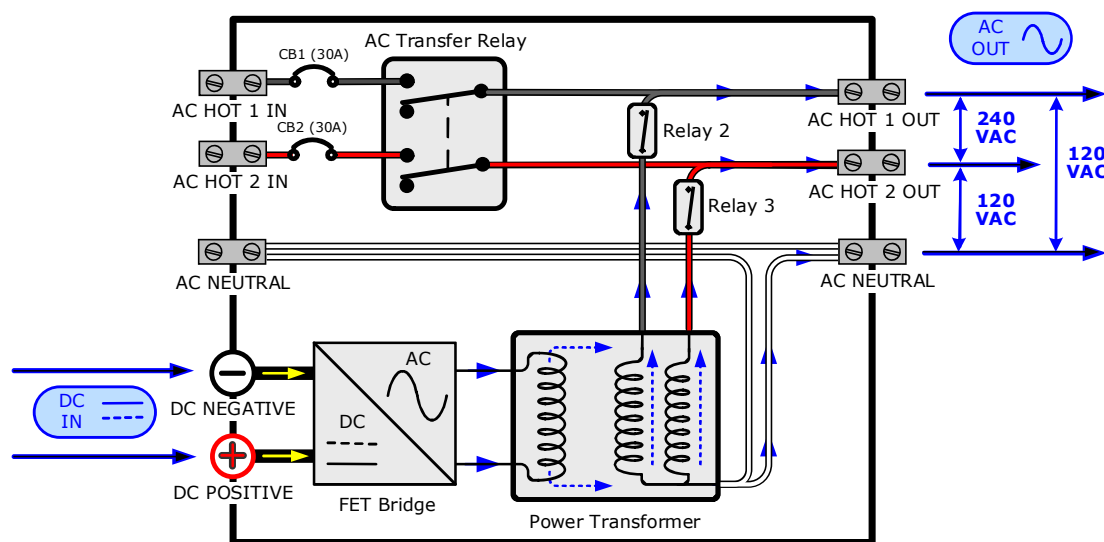 AC Transfer Relay
AC
OUT
CB1 (30A)
AC HOT 1 IN
CB2 (30A)
AC HOT 2 IN
Relay 2
Relay 3
AC HOT 1 OUT
AC HOT 2 OUT
240
VAC
120
VAC
120
VAC
AC NEUTRAL
AC NEUTRAL
DC
IN
DC NEGATIVE
DC POSITIVE
AC
DC
FET Bridge
Power Transformer